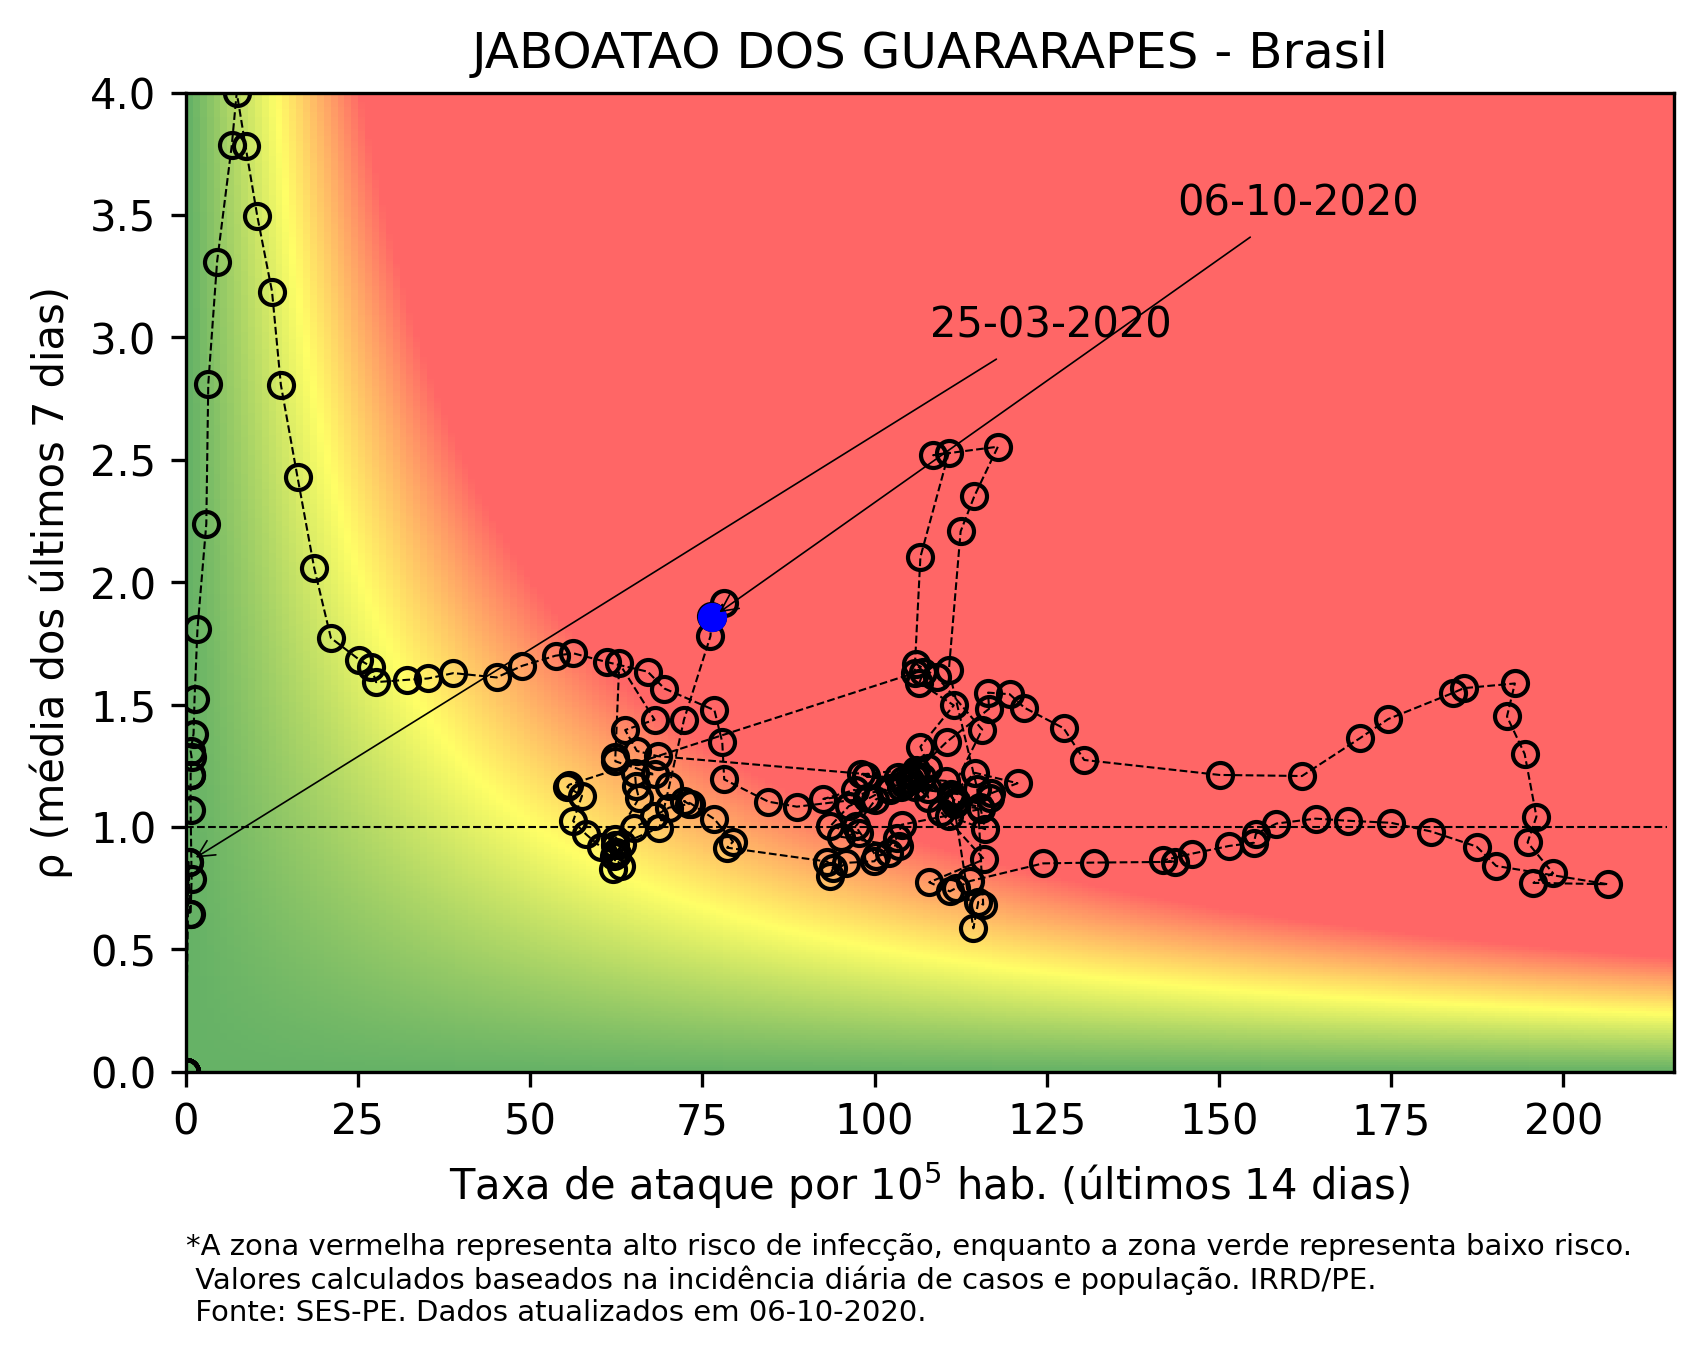 JABOATAO DOS GUARARAPES - Brasil
4.0
3.5
3.0
2.5
2.0
1.5
1.0
0.5
0.0
ρ (média dos últimos 7 dias)
06-10-2020
25-03-2020
0 25 50 75 100 125 150 175 200
Taxa de ataque por 10⁵ hab. (últimos 14 dias)
*A zona vermelha representa alto risco de infecção, enquanto a zona verde representa baixo risco.
Valores calculados baseados na incidência diária de casos e população. IRRD/PE.
Fonte: SES-PE. Dados atualizados em 06-10-2020.